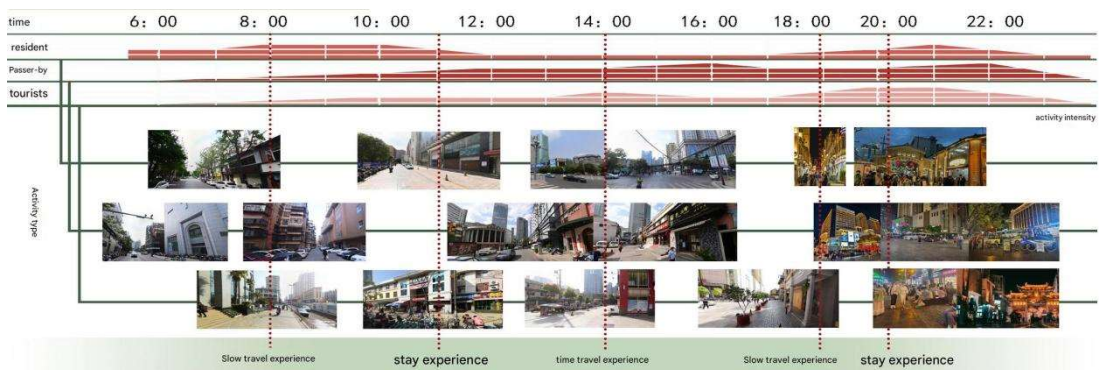 time 6：00 8：00 10：00 12：00 14：00 16：00 18：00 20：00 22：00
resident
Passer-by
tourists
activity intensity
Activity type
Slow travel experience stay experience time travel experience Slow travel experience stay experience